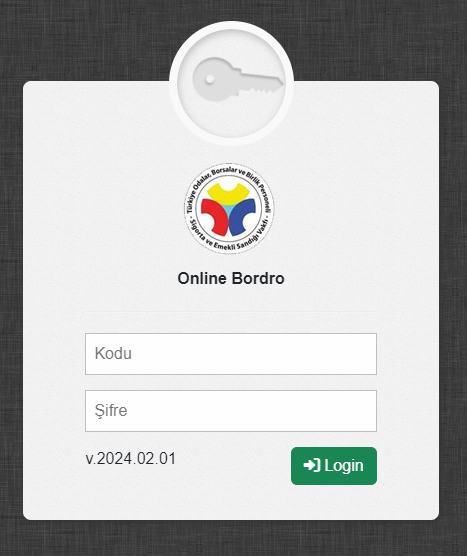 Türkiye Odalar, Borsalar ve Birlik Personeli
Sigorta ve Emekli Sandığı Vakfı
Online Bordro
Kodu
Şifre
v.2024.02.01
Login